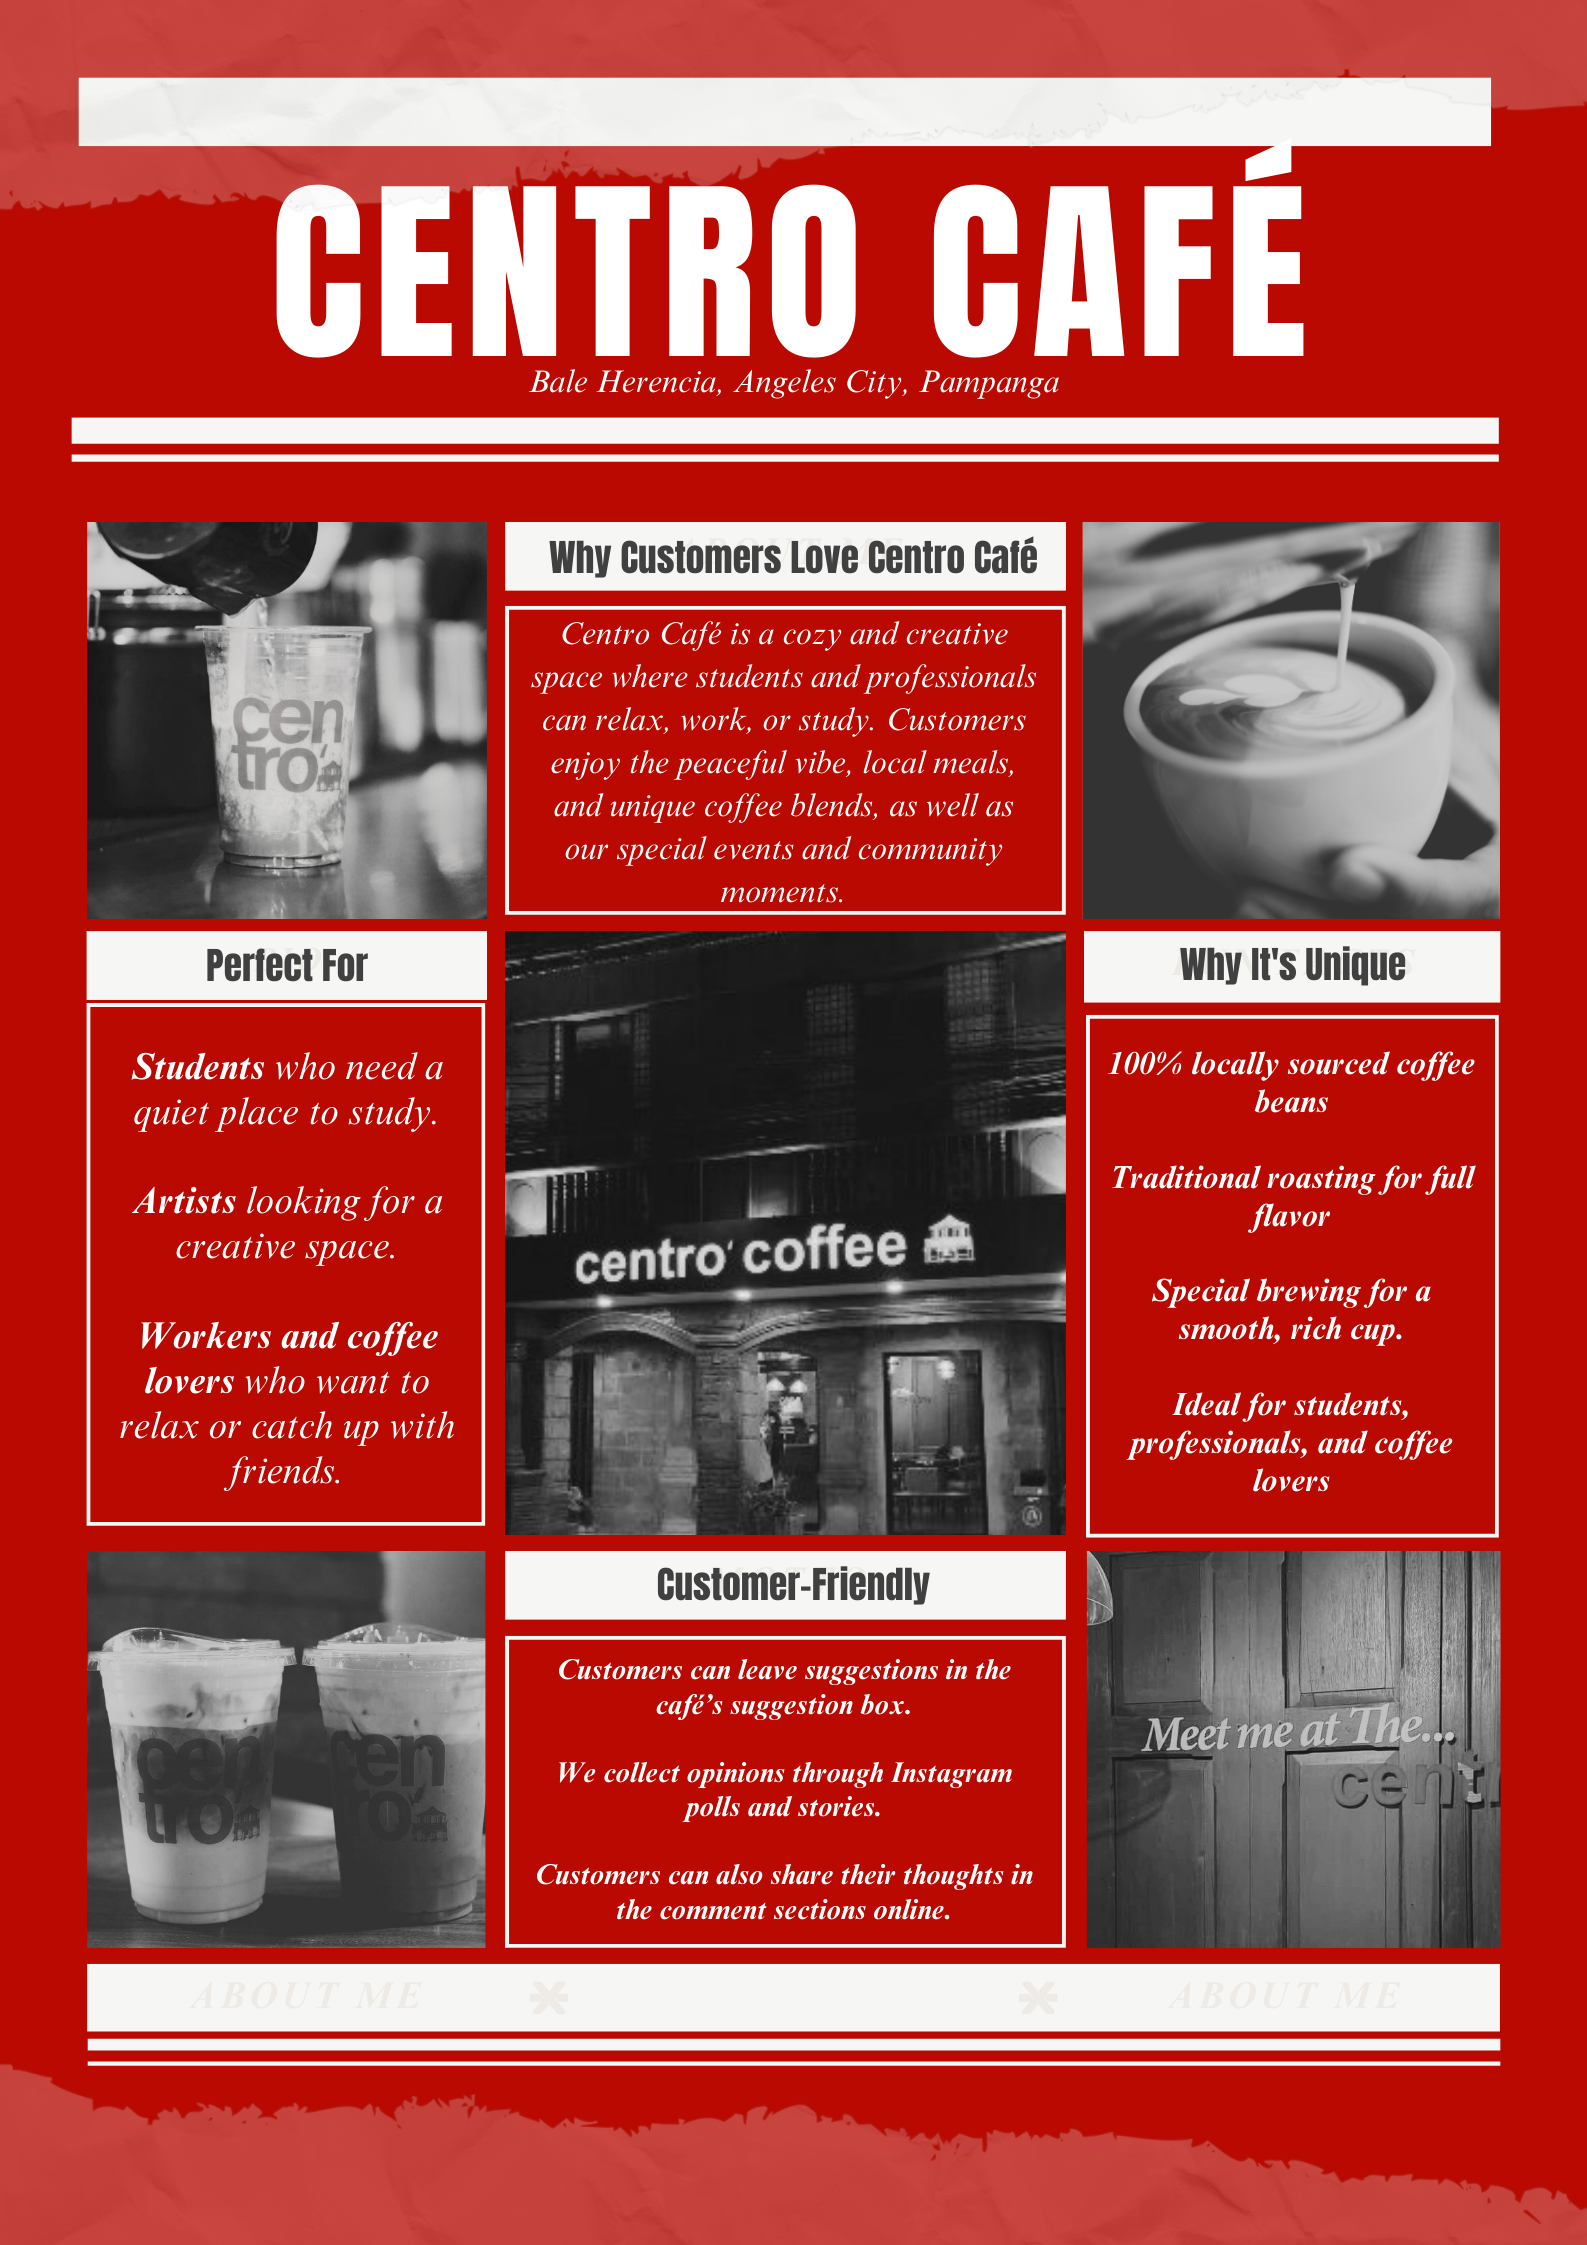 CENTRO CAFÉ
Bale Herencia, Angeles City, Pampanga
cen
tro'
Why Customers Love Centro Café
Centro Café is a cozy and creative
space where students and professionals
can relax, work, or study. Customers
enjoy the peaceful vibe, local meals,
and unique coffee blends, as well as
our special events and community
moments.
Perfect For
Students who need a
quiet place to study.
Artists looking for a
creative space.
Workers and coffee
lovers who want to
relax or catch up with
friends.
centro' coffee
Why It's Unique
100% locally sourced coffee
beans
Traditional roasting for full
flavor
Special brewing for a
smooth, rich cup.
Ideal for students,
professionals, and coffee
lovers
cen
tro'
cen
tro'
Customer-Friendly
Customers can leave suggestions in the
café’s suggestion box.
We collect opinions through Instagram
polls and stories.
Customers can also share their thoughts in
the comment sections online.
Meet me at The...
centr
ABOUT ME
ABOUT ME